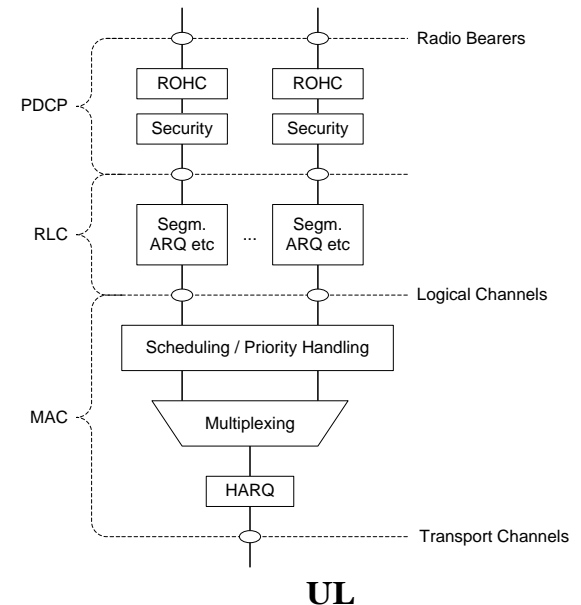 Radio Bearers
ROHC
ROHC
PDCP
Security
Security
Segm.
ARQ etc
...
Segm.
ARQ etc
RLC
Logical Channels
Scheduling / Priority Handling
Multiplexing
MAC
HARQ
Transport Channels
UL